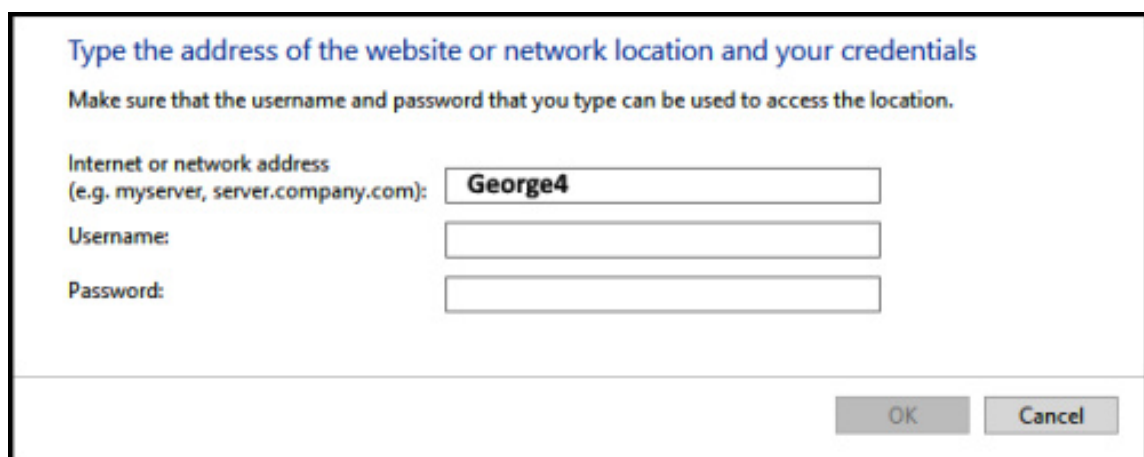 Type the address of the website or network location and your credentials
Make sure that the username and password that you type can be used to access the location.
Internet or network address
(e.g. myserver, server.company.com): George4
Username:
Password:
OK Cancel